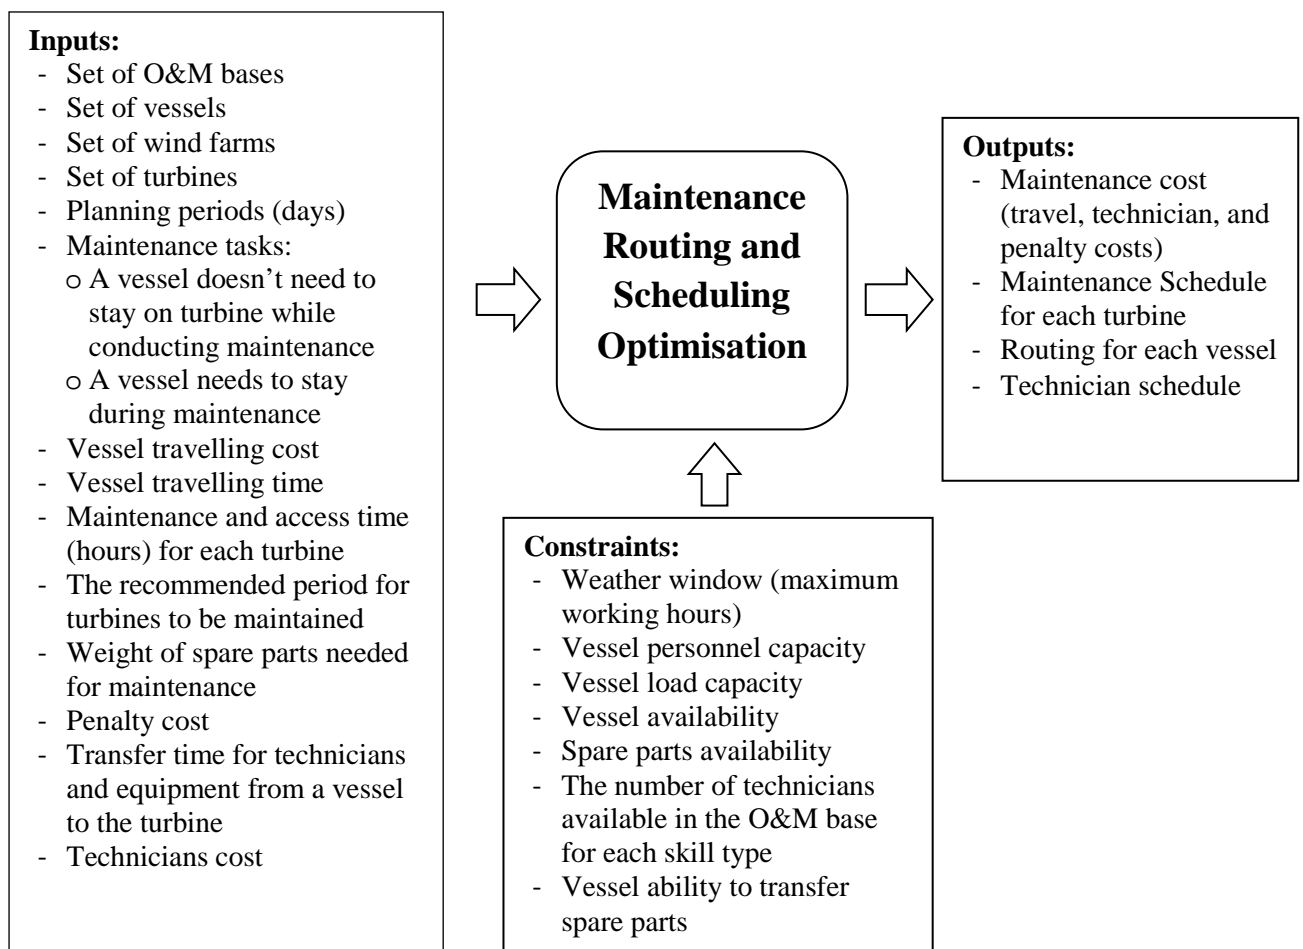 Inputs:
- Set of O&M bases
- Set of vessels
- Set of wind farms
- Set of turbines
- Planning periods (days)
- Maintenance tasks:
o A vessel doesn’t need to
stay on turbine while
conducting maintenance
o A vessel needs to stay
during maintenance
- Vessel travelling cost
- Vessel travelling time
- Maintenance and access time
(hours) for each turbine
- The recommended period for
turbines to be maintained
- Weight of spare parts needed
for maintenance
- Penalty cost
- Transfer time for technicians
and equipment from a vessel
to the turbine
- Technicians cost
Maintenance
Routing and
Scheduling
Optimisation
Constraints:
- Weather window (maximum
working hours)
- Vessel personnel capacity
- Vessel load capacity
- Vessel availability
- Spare parts availability
- The number of technicians
available in the O&M base
for each skill type
- Vessel ability to transfer
spare parts
Outputs:
- Maintenance cost
(travel, technician, and
penalty costs)
- Maintenance Schedule
for each turbine
- Routing for each vessel
- Technician schedule